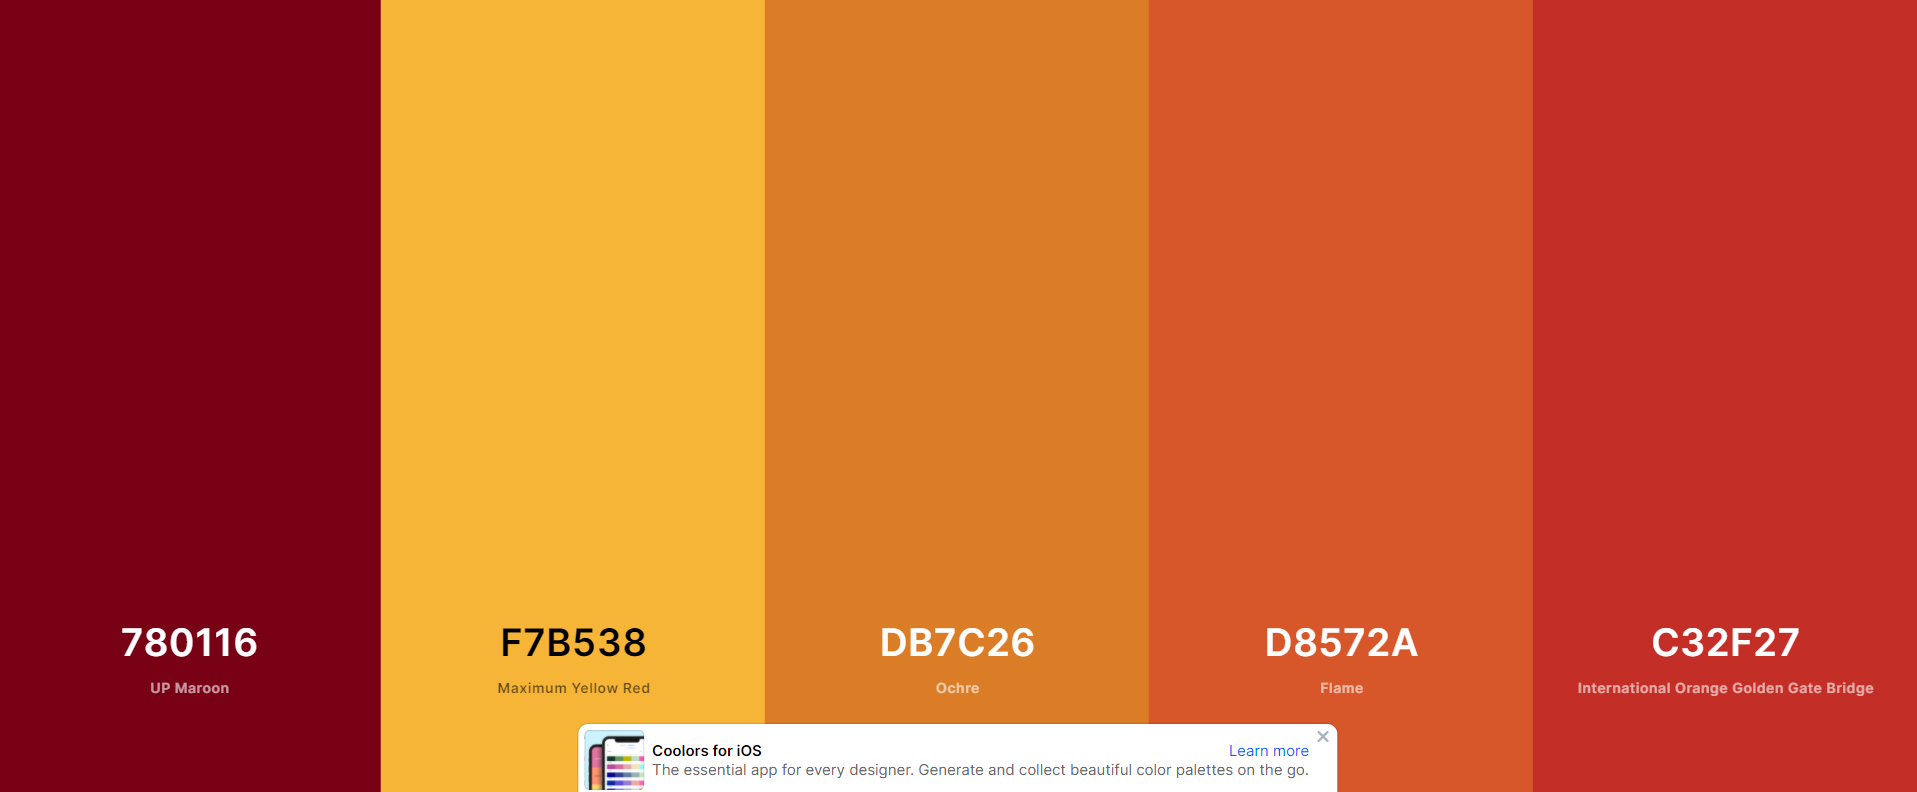 780116
UP Maroon
F7B538
Maximum Yellow Red
DB7C26
Ochre
D8572A
Flame
C32F27
International Orange Golden Gate Bridge
Coolors for iOS
Learn more
The essential app for every designer. Generate and collect beautiful color palettes on the go.